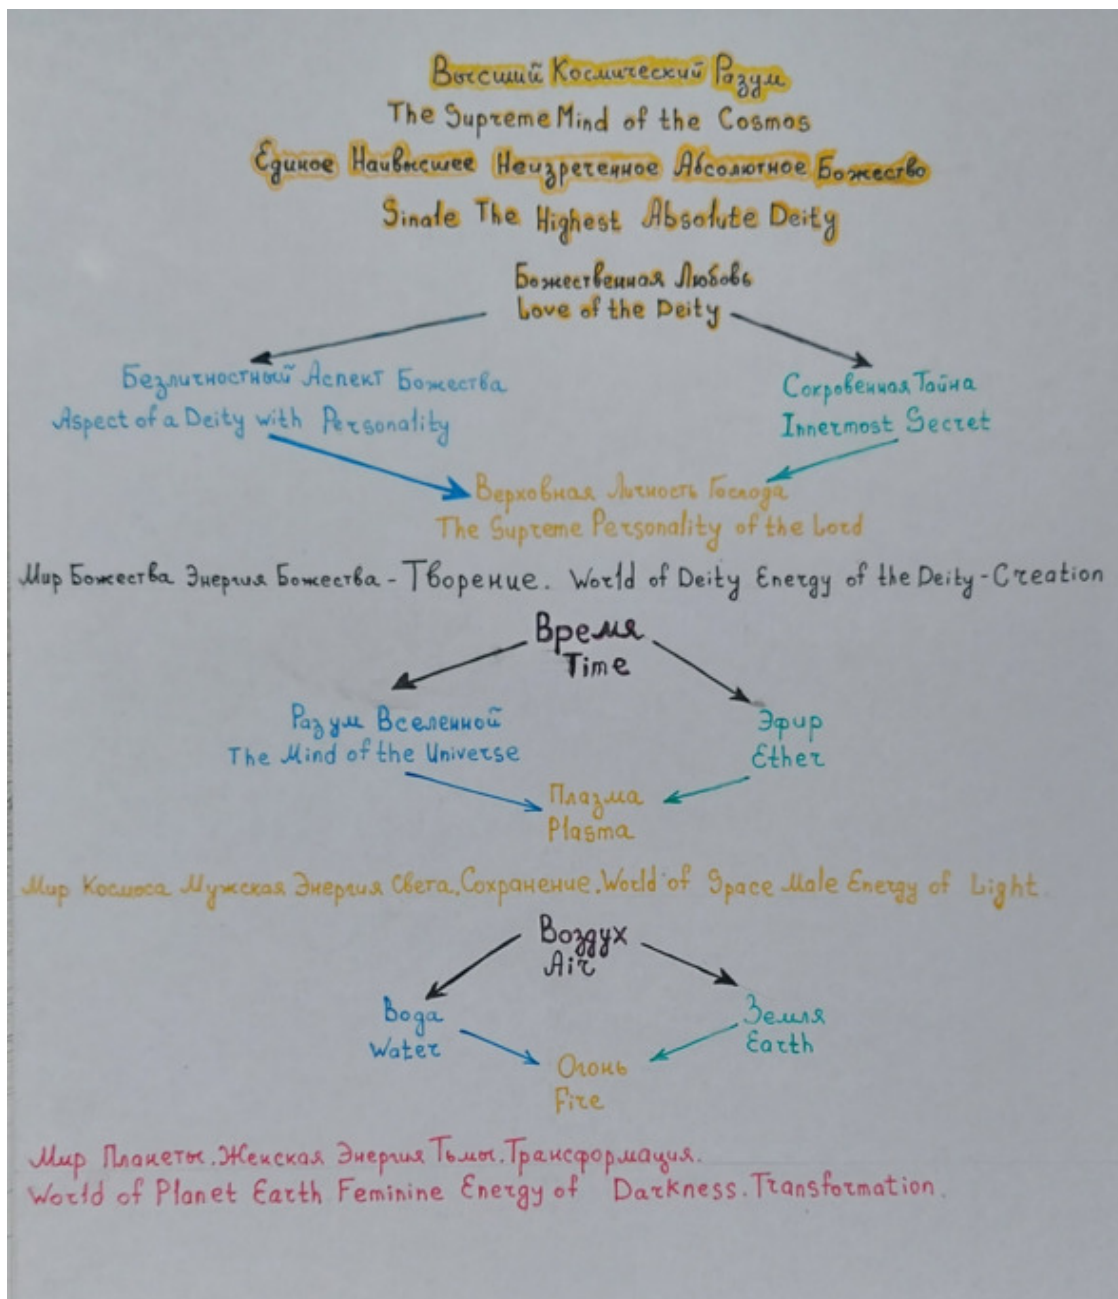 Высший Космический Разум
The Supreme Mind of the Cosmos
Единое Наивысшее Неизреченное Абсолютное Божество
Sinale The Highest Absolute Deity
Божественная Любовь
Love of the Deity
Безличностный Аспект Божества
Aspect of a Deity with Personality
Сокровенная Тайна
Innermost Secret
Верховная Личность Господа
The Supreme Personality of the Lord
Мир Божества Энергия Божества - Творение. World of Deity Energy of the Deity - Creation
Время
Time
Разум Вселенной
The Mind of the Universe
Эфир
Ether
Плазма
Plasma
Мир Космоса Мужская Энергия Света. Сохранение. World of Space Male Energy of Light.
Воздух
Air
Вода
Water
Земля
Earth
Огонь
Fire
Мир Планеты. Женская Энергия Тьмы. Трансформация.
World of Planet Earth Feminine Energy of Darkness. Transformation.